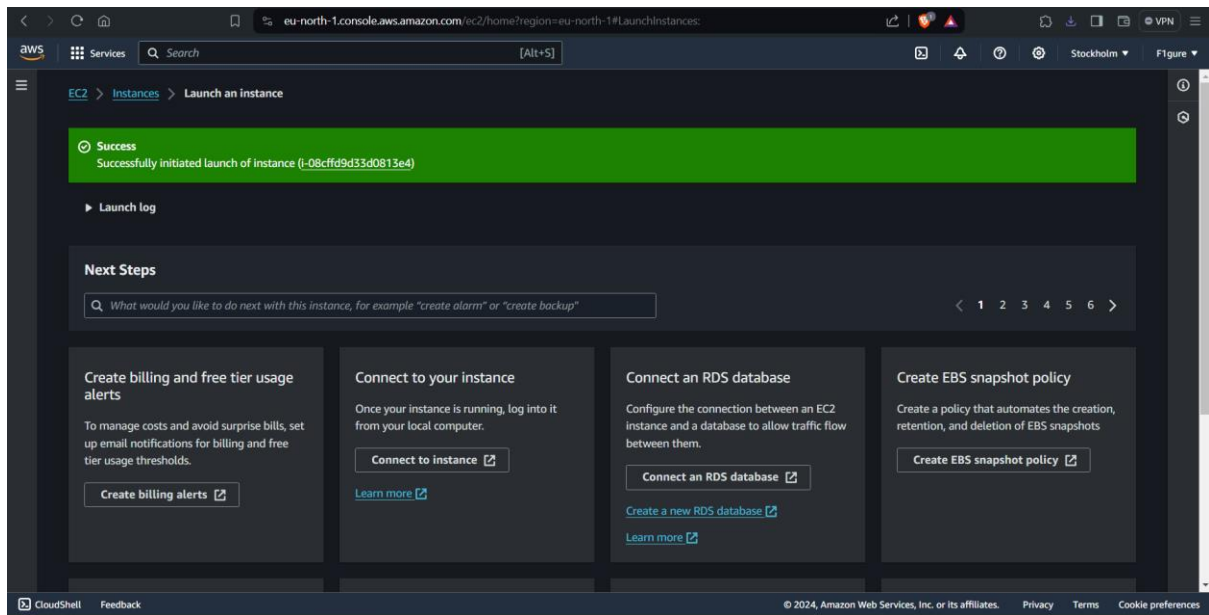 eu-north-1.console.aws.amazon.com/ec2/home?region=eu-north-1#LaunchInstances:
VPN
aws
Services
Search
[Alt+S]
Stockholm
F1gure
EC2 > Instances > Launch an instance
Success
Successfully initiated launch of instance (i-08cffd9d33d0813e4)
Launch log
Next Steps
What would you like to do next with this instance, for example "create alarm" or "create backup"
< 1 2 3 4 5 6 >
Create billing and free tier usage
alerts
To manage costs and avoid surprise bills, set
up email notifications for billing and free
tier usage thresholds.
Create billing alerts
Connect to your instance
Once your instance is running, log into it
from your local computer.
Connect to instance
Learn more
Connect an RDS database
Configure the connection between an EC2
instance and a database to allow traffic flow
between them.
Connect an RDS database
Create a new RDS database
Learn more
Create EBS snapshot policy
Create a policy that automates the creation,
retention, and deletion of EBS snapshots
Create EBS snapshot policy
CloudShell
Feedback
© 2024, Amazon Web Services, Inc. or its affiliates.
Privacy
Terms
Cookie preferences